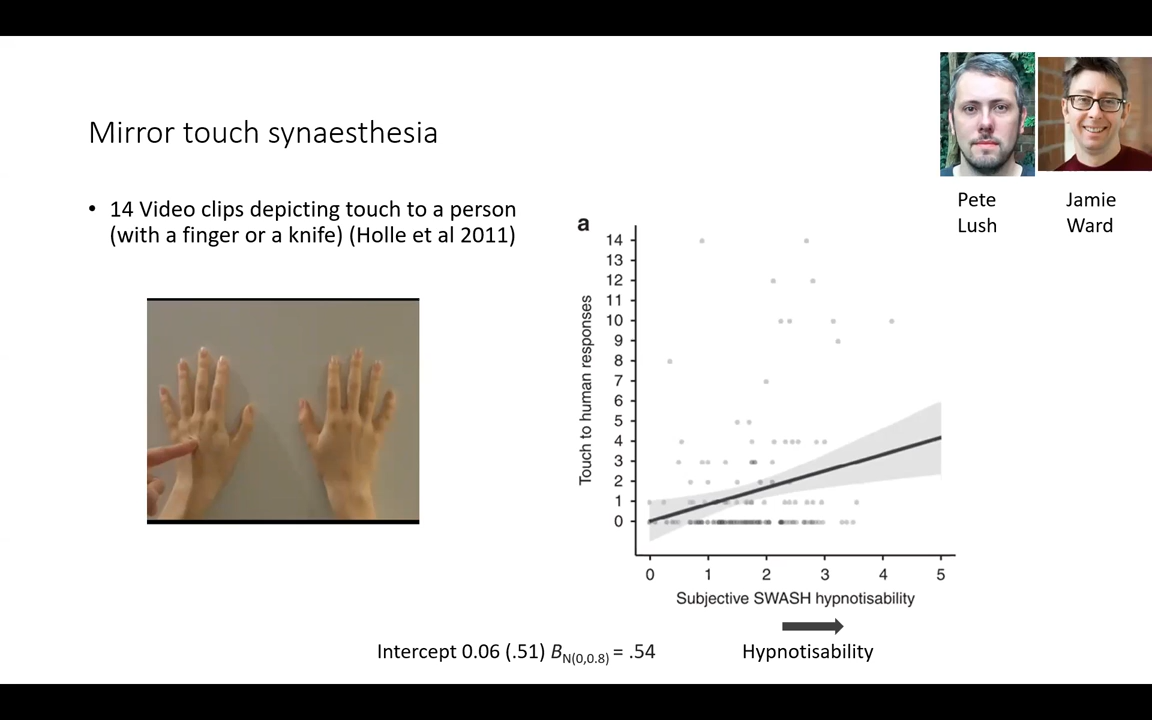 Mirror touch synaesthesia
• 14 Video clips depicting touch to a person
(with a finger or a knife) (Holle et al 2011)
Pete
Lush
Jamie
Ward
a
14
13
12
11
10
9
8
7
6
5
4
3
2
1
0
Touch to human responses
0 1 2 3 4 5
Subjective SWASH hypnotisability
Hypnotisability
Intercept 0.06 (.51) B N(0,0.8) = .54